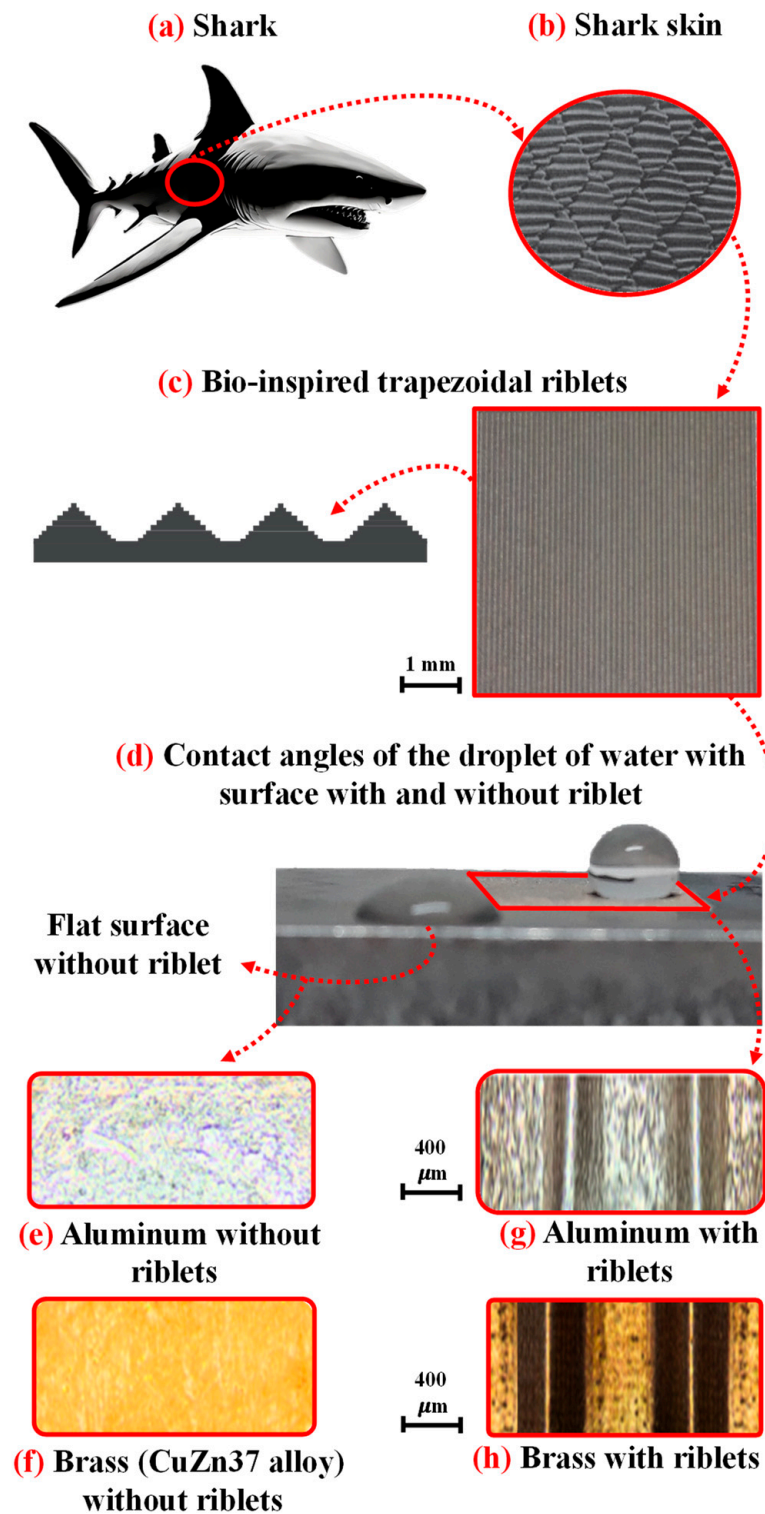 (a) Shark
(b) Shark skin
(c) Bio-inspired trapezoidal riblets
1 mm
(d) Contact angles of the droplet of water with
surface with and without riblet
Flat surface
without riblet
400
μm
(e) Aluminum without
riblets
(g) Aluminum with
riblets
400
μm
(f) Brass (CuZn37 alloy)
without riblets
(h) Brass with riblets